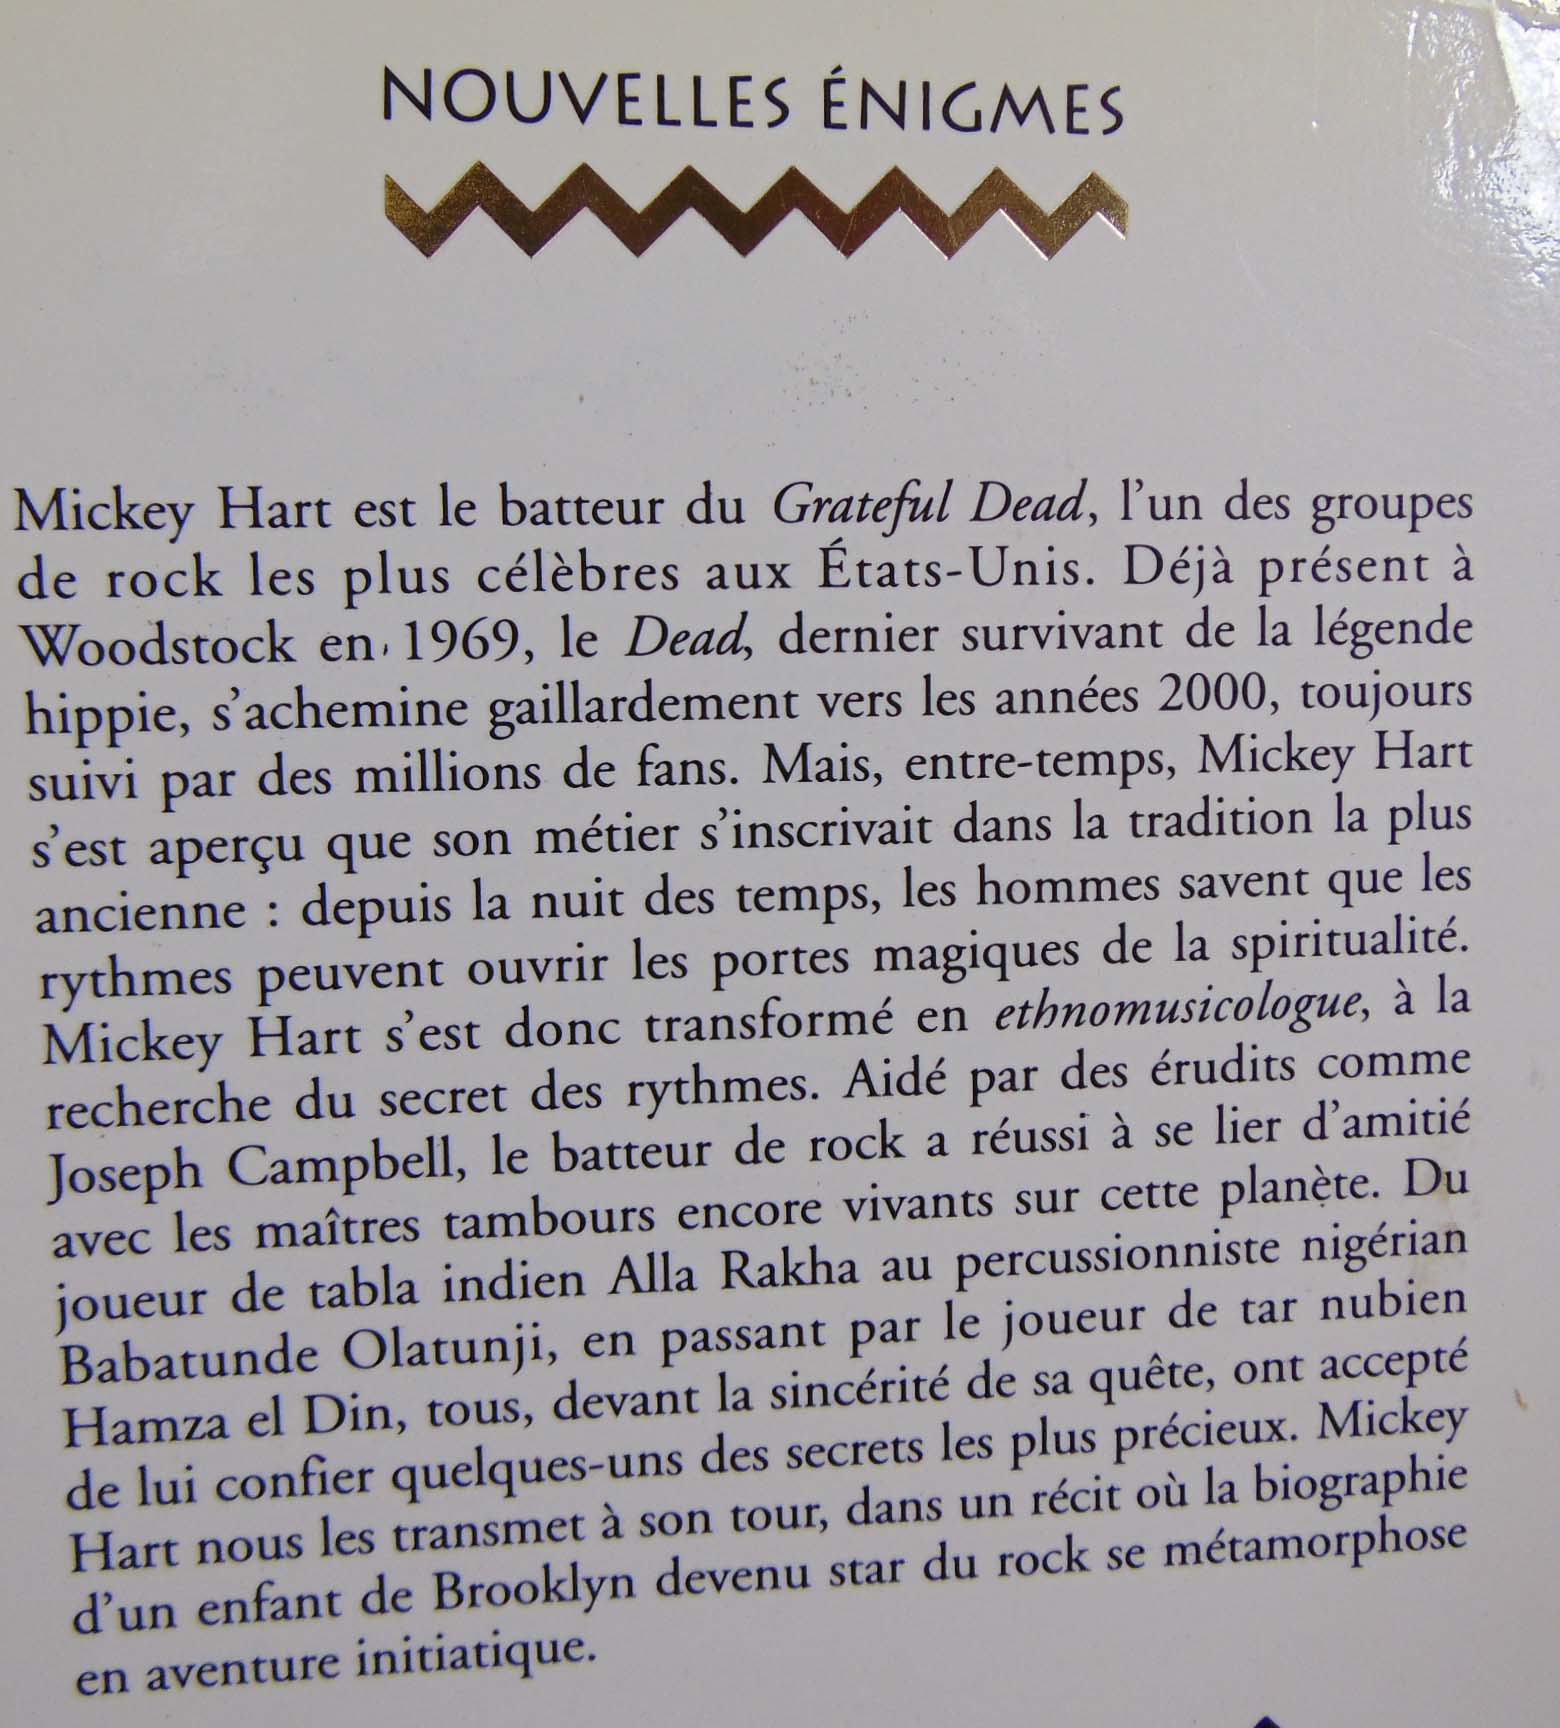 NOUVELLES ÉNIGMES
Mickey Hart est le batteur du Grateful Dead, l'un des groupes
de rock les plus célèbres aux États-Unis. Déjà présent à
Woodstock en 1969, le Dead, dernier survivant de la légende
hippie, s'achemine gaillardement vers les années 2000, toujours
suivi par des millions de fans. Mais, entre-temps, Mickey Hart
s'est aperçu que son métier s'inscrivait dans la tradition la plus
ancienne : depuis la nuit des temps, les hommes savent que les
rythmes peuvent ouvrir les portes magiques de la spiritualité.
Mickey Hart s'est donc transformé en ethnomusicologue, à la
recherche du secret des rythmes. Aidé par des érudits comme
Joseph Campbell, le batteur de rock a réussi à se lier d'amitié
avec les maîtres tambours encore vivants sur cette planète. Du
joueur de tabla indien Alla Rakha au percussionniste nigérian
Babatunde Olatunji, en passant par le joueur de tar nubien
Hamza el Din, tous, devant la sincérité de sa quête, ont accepté
de lui confier quelques-uns des secrets les plus précieux. Mickey
Hart nous les transmet à son tour, dans un récit où la biographie
d'un enfant de Brooklyn devenu star du rock se métamorphose
en aventure initiatique.